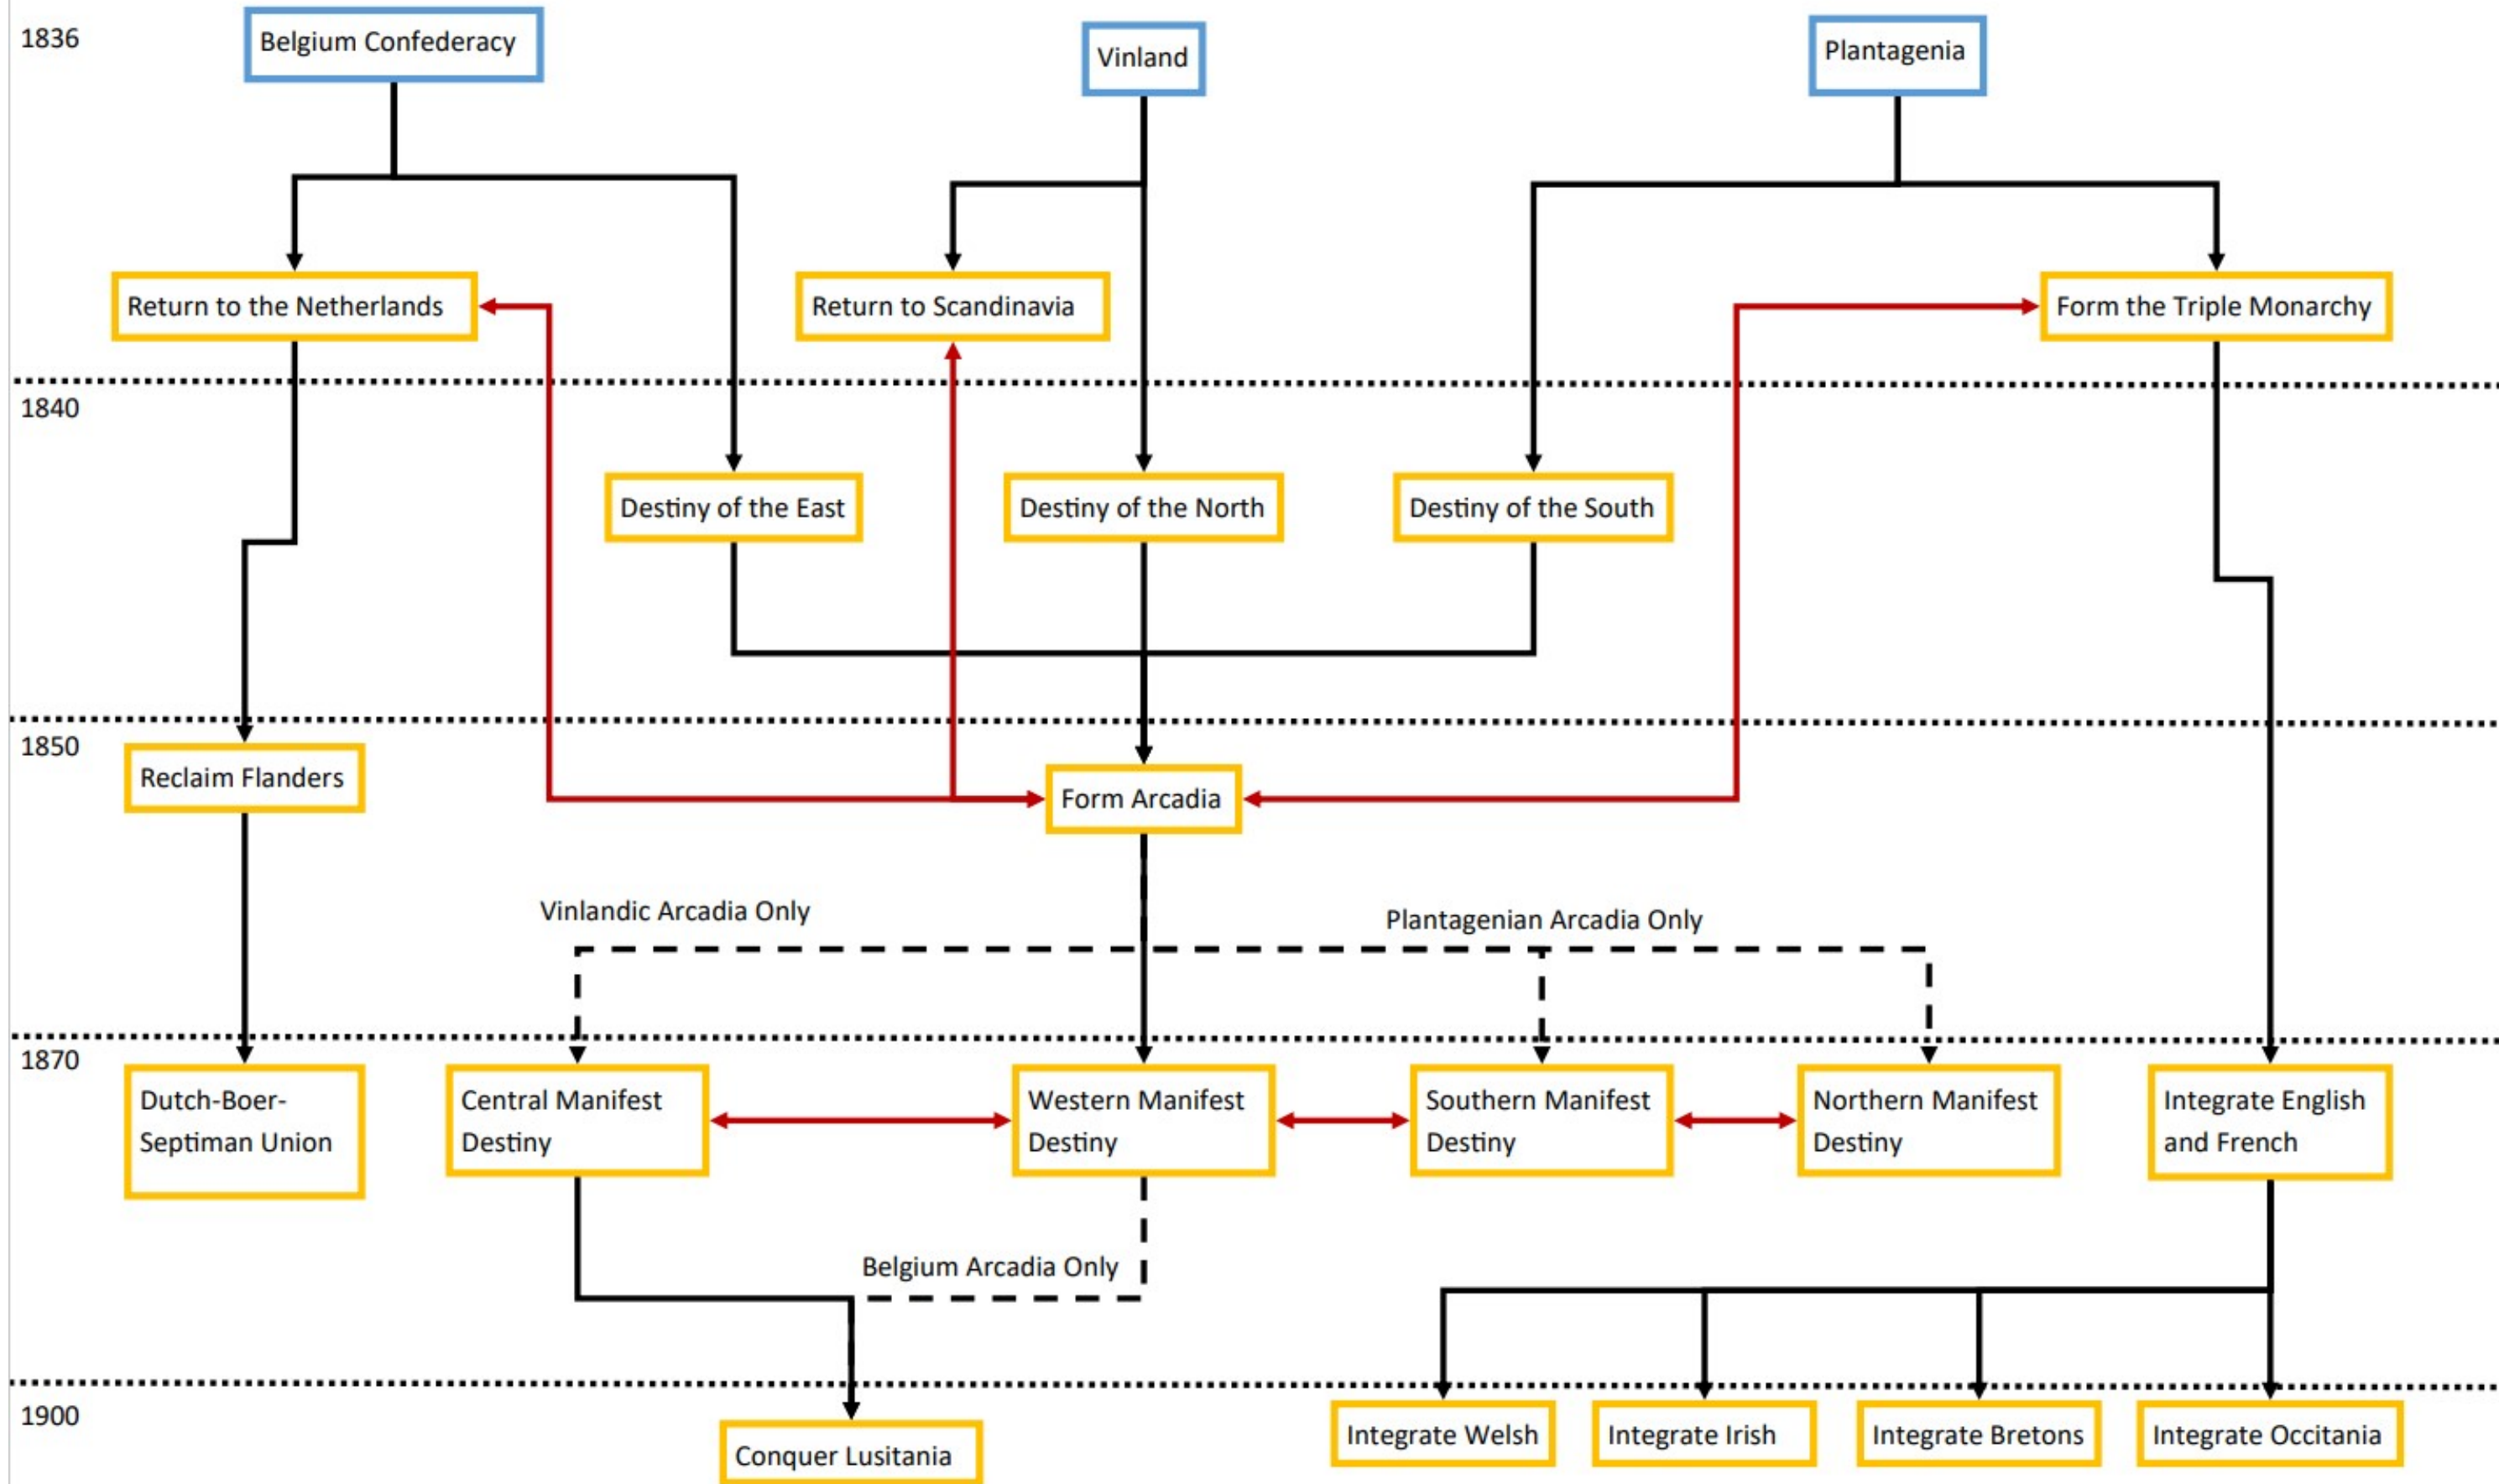 1836
Belgium Confederacy
Vinland
Plantagenia
Return to the Netherlands
Return to Scandinavia
Form the Triple Monarchy
1840
Destiny of the East
Destiny of the North
Destiny of the South
1850
Reclaim Flanders
Form Arcadia
Vinlandic Arcadia Only
Plantagenian Arcadia Only
1870
Dutch-Boer-
Septiman Union
Central Manifest
Destiny
Western Manifest
Destiny
Southern Manifest
Destiny
Northern Manifest
Destiny
Integrate English
and French
Belgium Arcadia Only
1900
Conquer Lusitania
Integrate Welsh
Integrate Irish
Integrate Bretons
Integrate Occitania